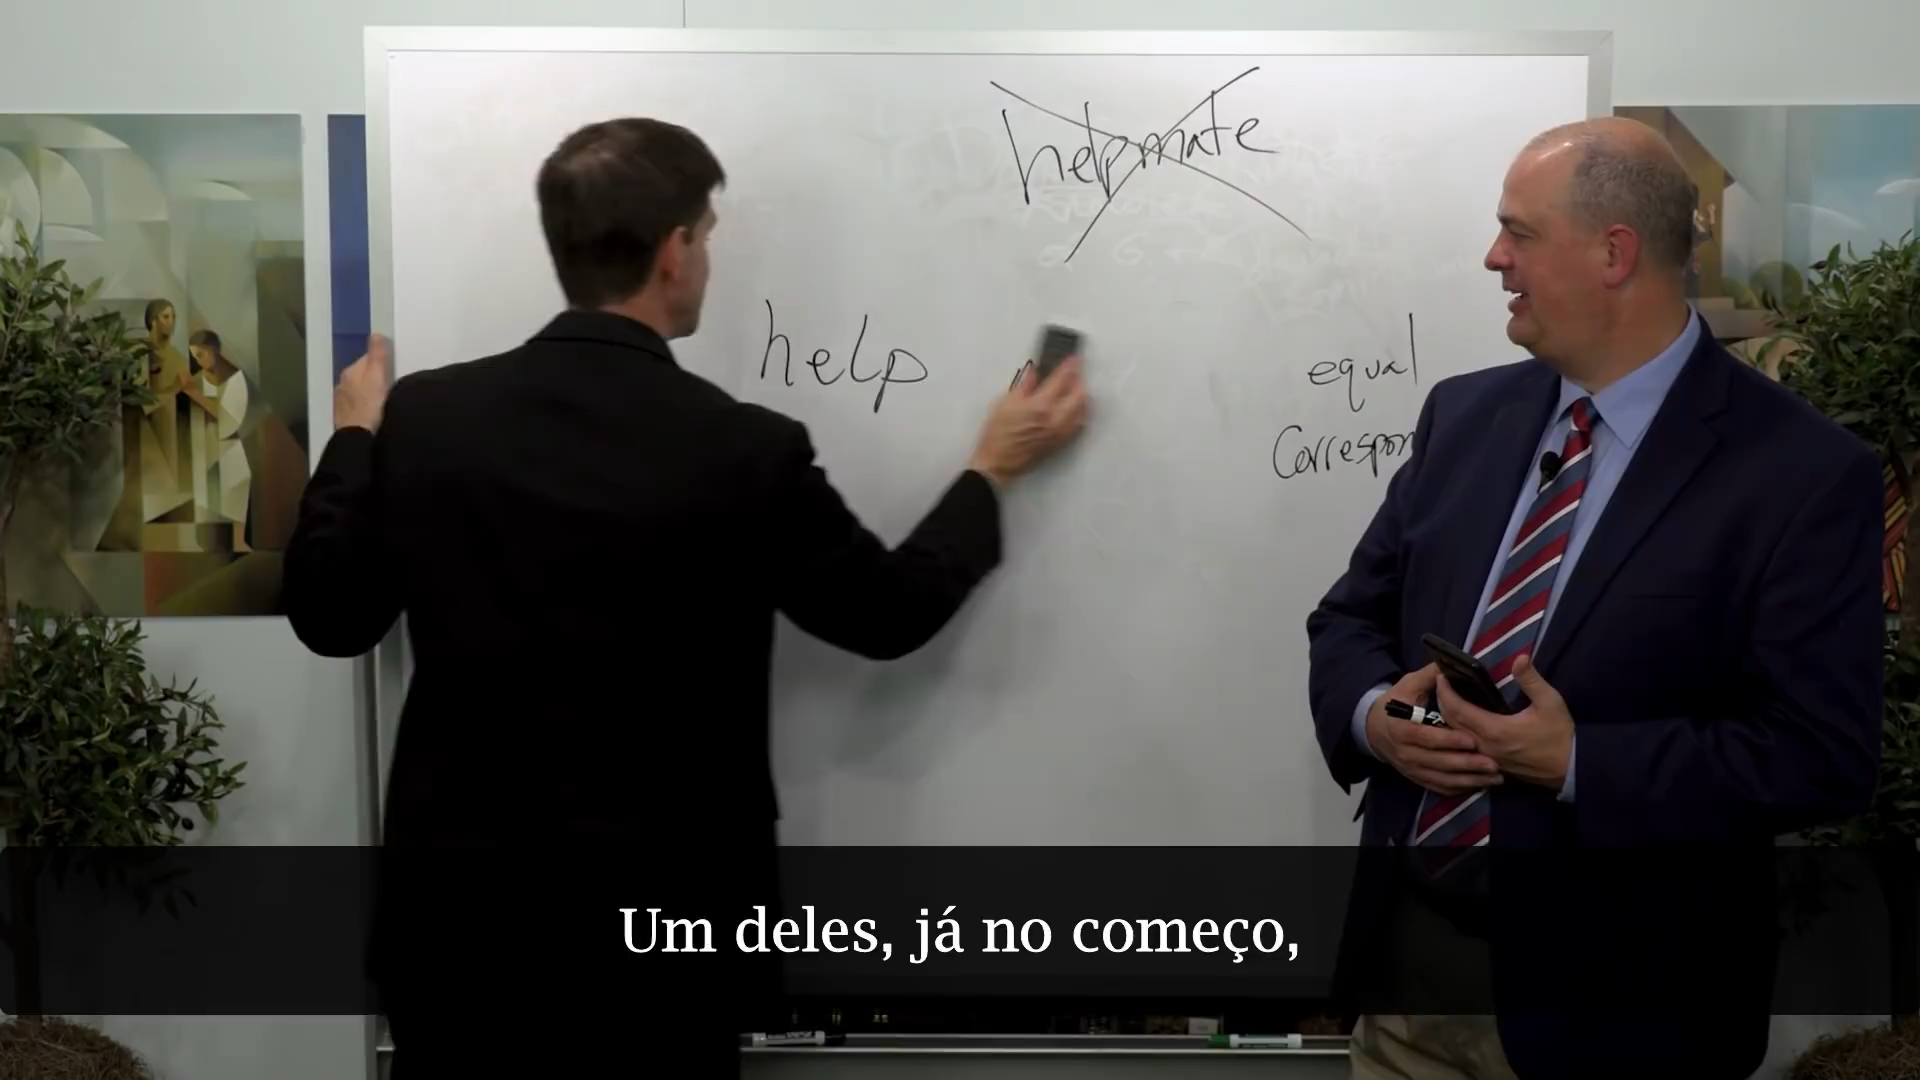 helpmate
help
equal
Correspon
Um deles, já no começo,